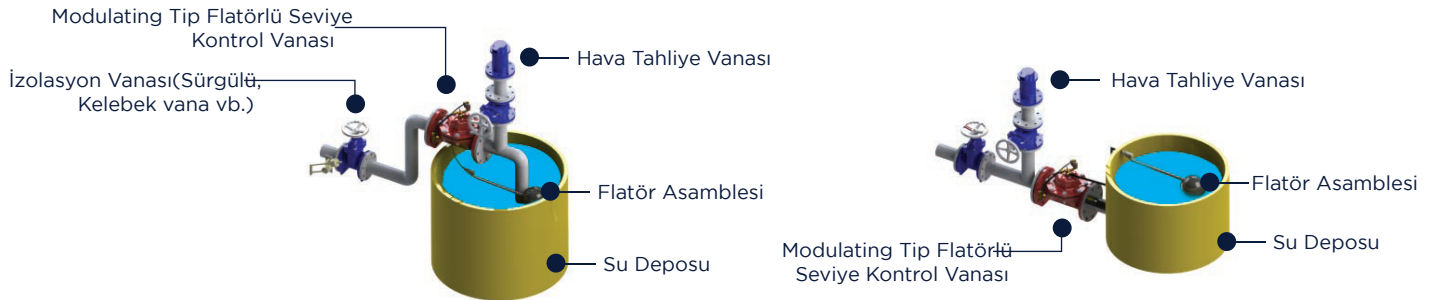 Modulating Tip Flatörlü Seviye
Kontrol Vanası
Hava Tahliye Vanası
İzolasyon Vanası(Sürgülü,
Kelebek vana vb.)
Flatör Asamblesi
Su Deposu
Hava Tahliye Vanası
Flatör Asamblesi
Su Deposu
Modulating Tip Flatörlü
Seviye Kontrol Vanası